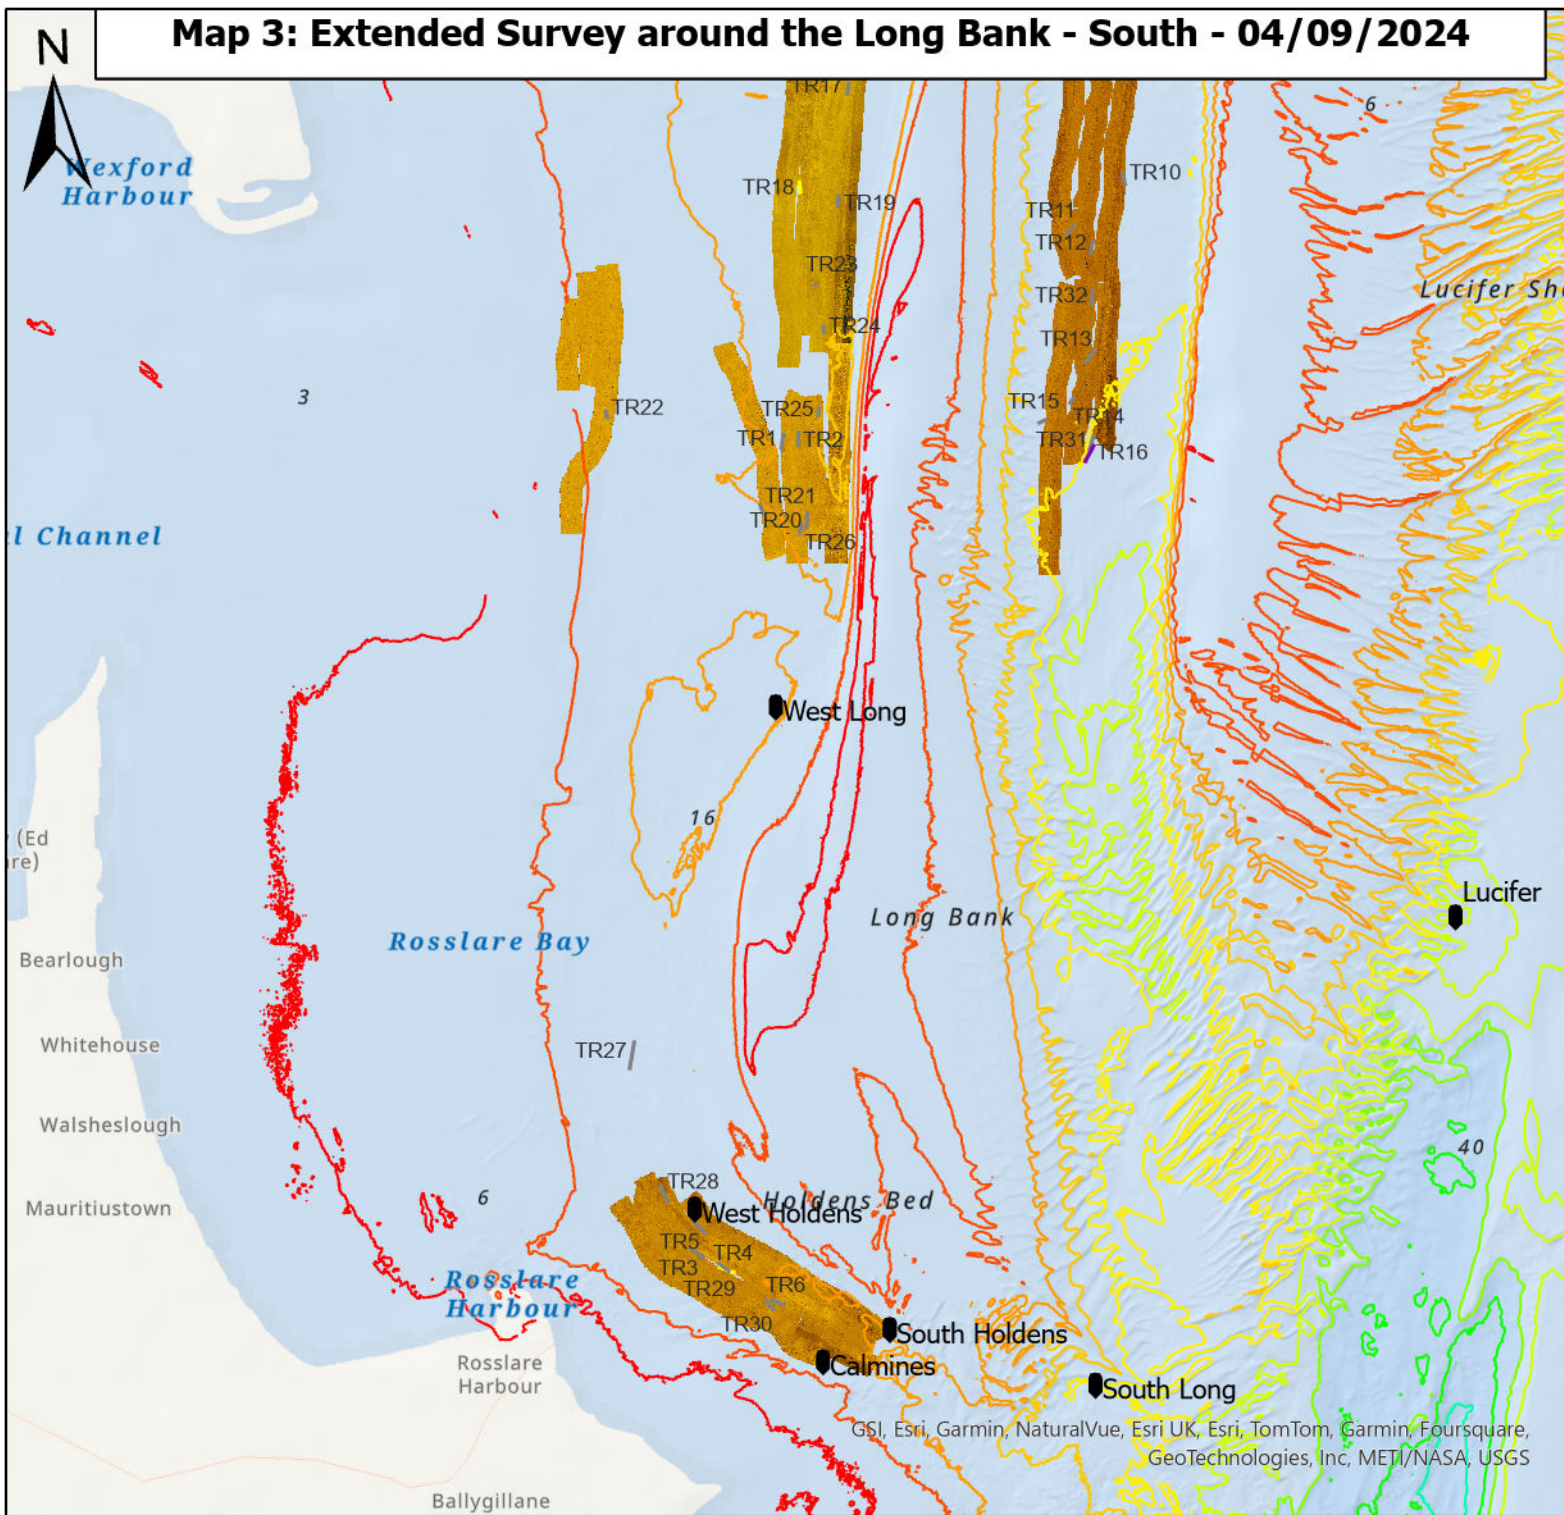 Map 3: Extended Survey around the Long Bank - South - 04/09/2024
N
TR17
6
Wexford
Harbour
TR18
TR19
TR10
TR11
TR12
TR23
TR32
Lucifer Sh
TR24
TR13
3
TR22
TR25
TR15
TR14
TR1
TR2
TR31
TR16
TR21
TR20
TR26
l Channel
West Long
16
(Ed
re)
Lucifer
Long Bank
Rosslare Bay
Bearlough
Whitehouse
TR27
Walsheslough
40
TR28
6
Holdens Bed
West Holdens
Mauritiustown
TR5
TR4
TR3
TR29
TR6
Rosslare
Harbour
TR30
South Holdens
Calmines
Rosslare
Harbour
South Long
GSI, Esri, Garmin, NaturalVue, Esri UK, Esri, TomTom, Garmin, Foursquare,
GeoTechnologies, Inc, METI/NASA, USGS
Ballygillane